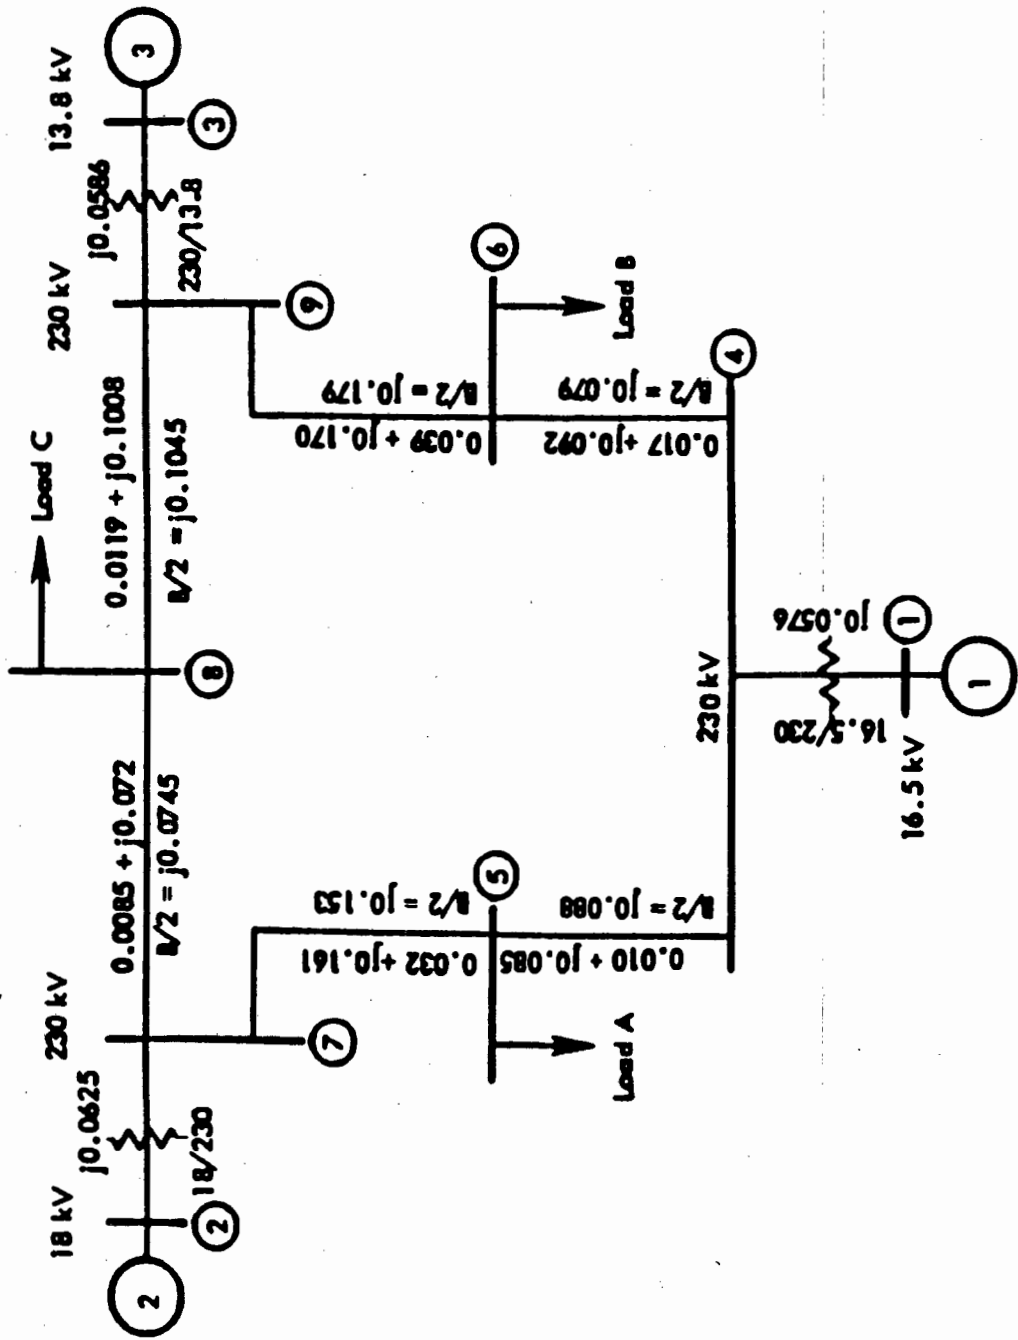 18 kV
230 kV
Load C
230 kV
13.8 kV
j0.0625
0.0085 + j0.072
0.0119 + j0.1008
j0.0586
2
3
18/230
B/2 = j0.0745
B/2 = j0.1045
230/13.8
2
7
8
9
3
0.032 + j0.161
B/2 = j0.153
0.039 + j0.170
B/2 = j0.179
5
6
Load A
Load B
0.010 + j0.085
B/2 = j0.088
0.017 + j0.092
B/2 = j0.079
230 kV
4
16.5/230
j0.0576
16.5 kV
1
1